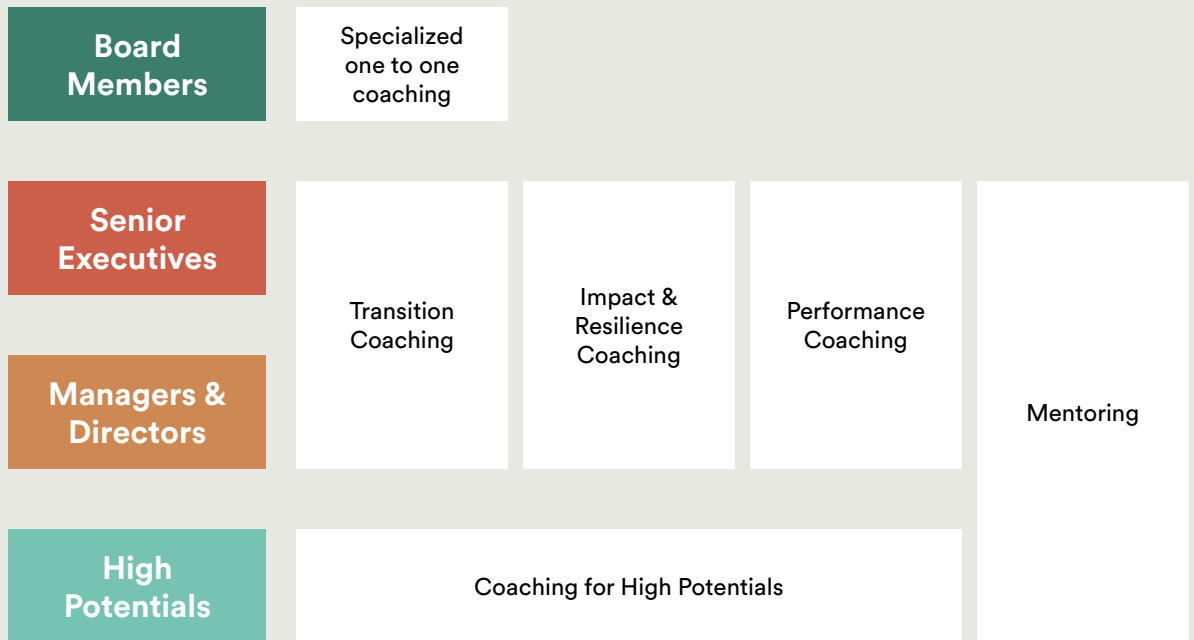 Board
Members
Specialized
one to one
coaching
Senior
Executives
Transition
Coaching
Impact &
Resilience
Coaching
Performance
Coaching
Managers &
Directors
Mentoring
High
Potentials
Coaching for High Potentials